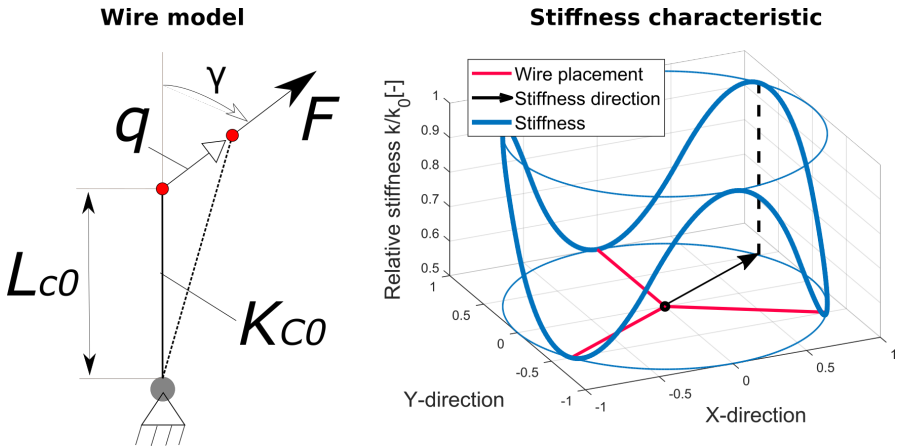 Wire model
γ
q
F
Lc0
KC0
Stiffness characteristic
Wire placement
Stiffness direction
Stiffness
Relative stiffness k/k0[-]
1
0.9
0.8
0.7
0.6
0.5
1
0.5
0
-0.5
-1
Y-direction
-1
-0.5
0
0.5
1
X-direction